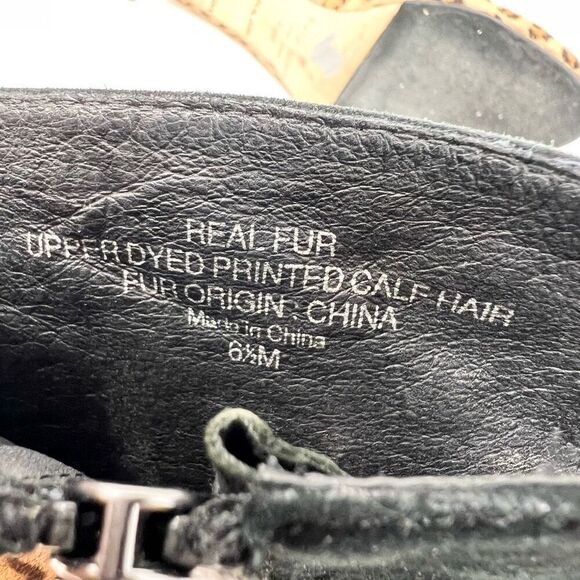 REAL FUR
UPPER DYED PRINTED CALF HAIR
FUR ORIGIN : CHINA
Made in China
6½M